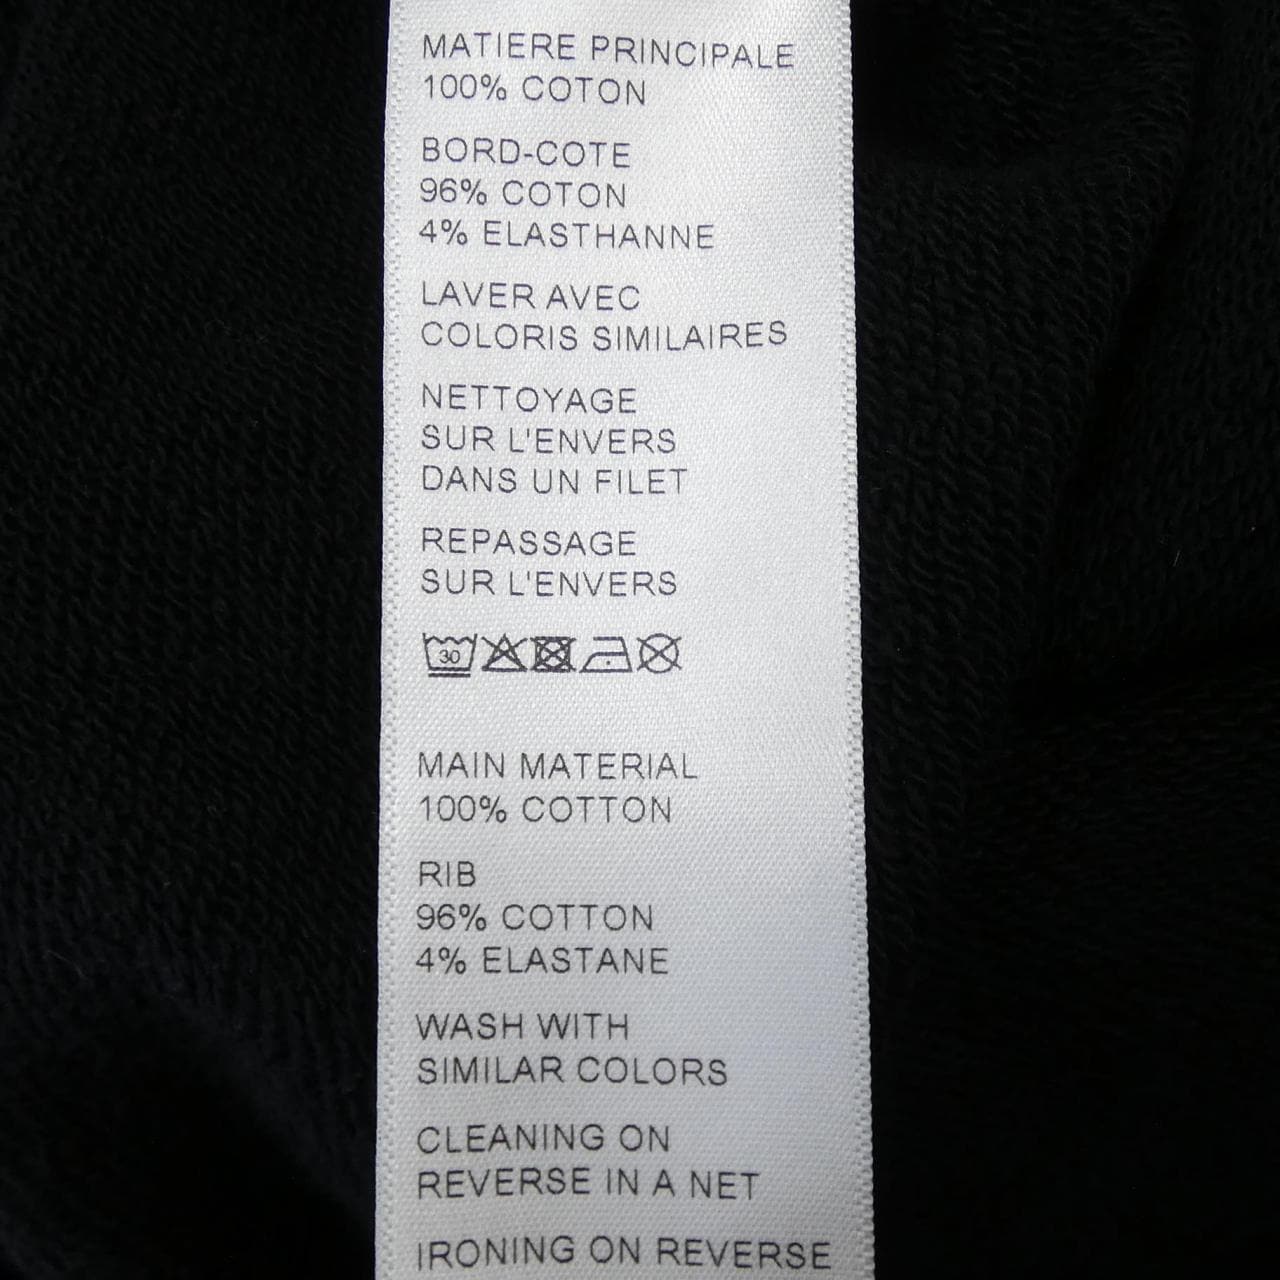 MATIERE PRINCIPALE
100% COTON
BORD-COTE
96% COTON
4% ELASTHANNE
LAVER AVEC
COLORIS SIMILAIRES
NETTOYAGE
SUR L'ENVERS
DANS UN FILET
REPASSAGE
SUR L'ENVERS
30
MAIN MATERIAL
100% COTTON
RIB
96% COTTON
4% ELASTANE
WASH WITH
SIMILAR COLORS
CLEANING ON
REVERSE IN A NET
IRONING ON REVERSE